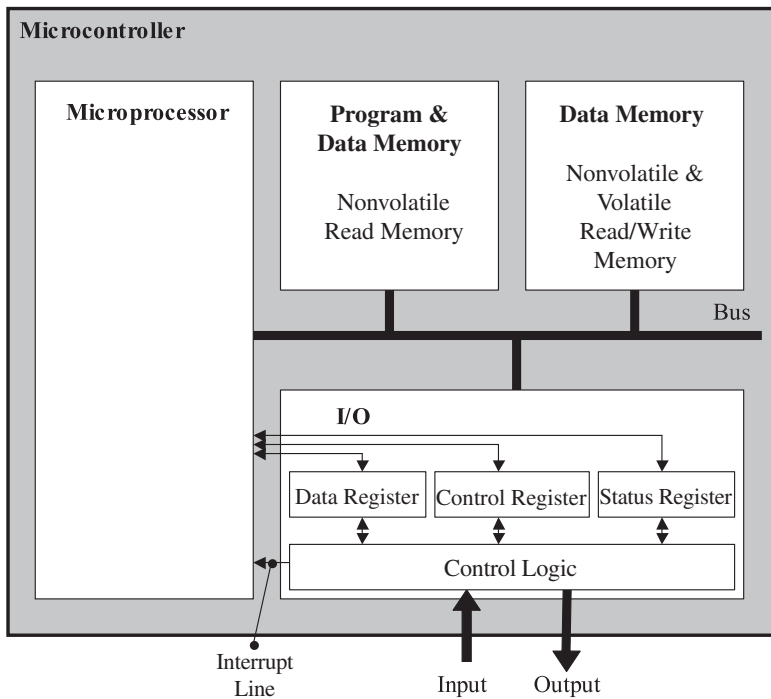 Microcontroller
Microprocessor
Program &
Data Memory
Nonvolatile
Read Memory
Data Memory
Nonvolatile &
Volatile
Read/Write
Memory
Bus
I/O
Data Register
Control Register
Status Register
Control Logic
Interrupt
Line
Input
Output